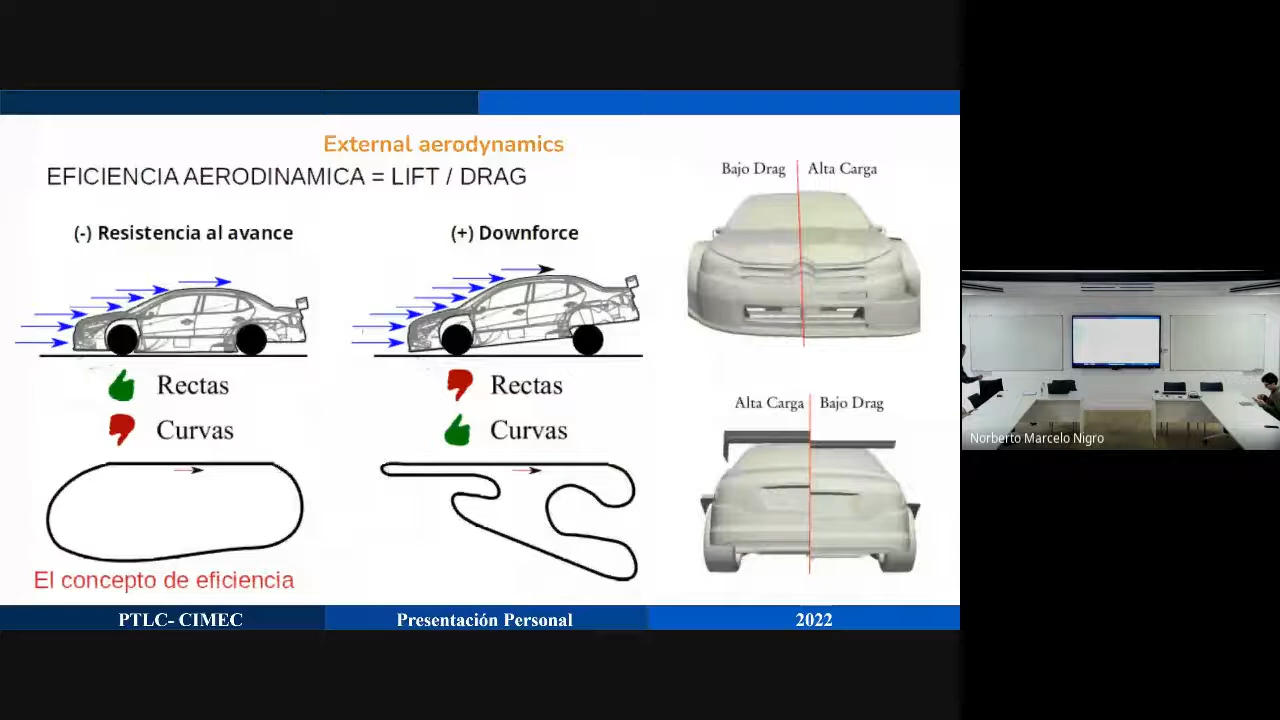 External aerodynamics
EFICIENCIA AERODINAMICA = LIFT / DRAG
(-) Resistencia al avance
(+) Downforce
Rectas
Curvas
Rectas
Curvas
El concepto de eficiencia
Bajo Drag
Alta Carga
Alta Carga
Bajo Drag
PTLC- CIMEC
Presentación Personal
2022
Norberto Marcelo Nigro